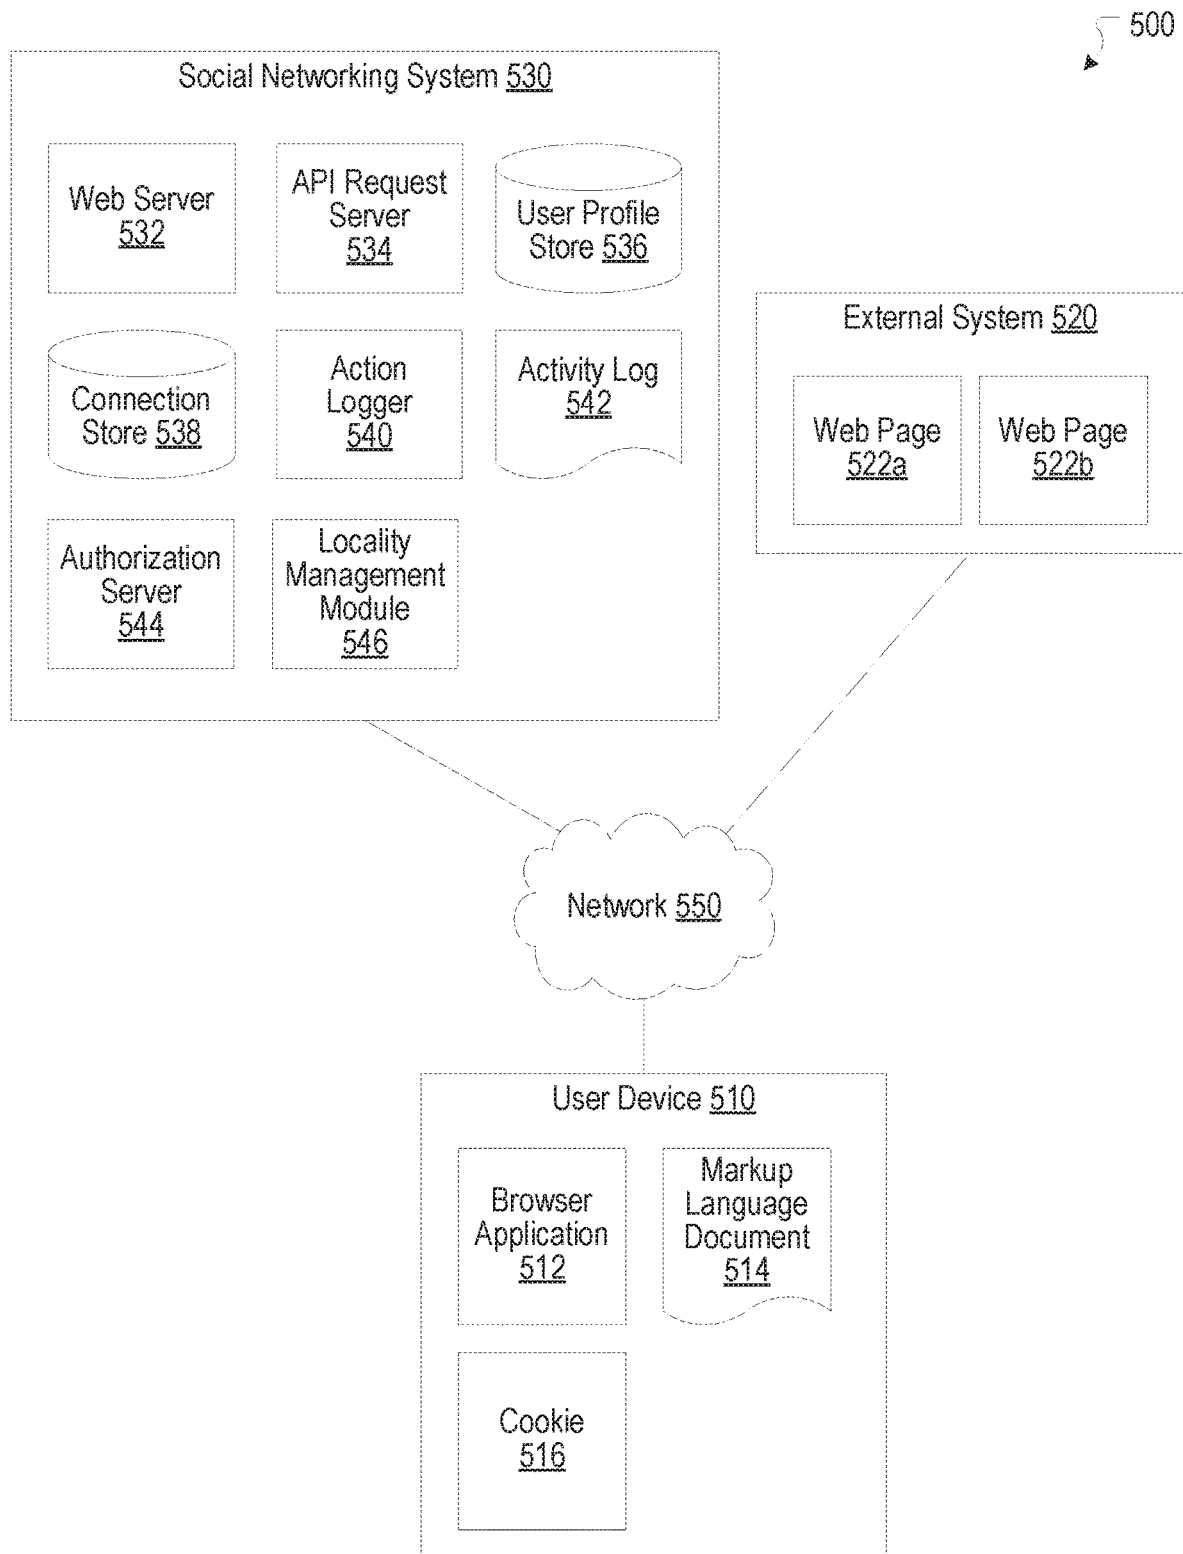 500
Social Networking System 530
Web Server
532
API Request
Server
534
User Profile
Store 536
Connection
Store 538
Action
Logger
540
Activity Log
542
Authorization
Server
544
Locality
Management
Module
546
External System 520
Web Page
522a
Web Page
522b
Network 550
User Device 510
Browser
Application
512
Markup
Language
Document
514
Cookie
516